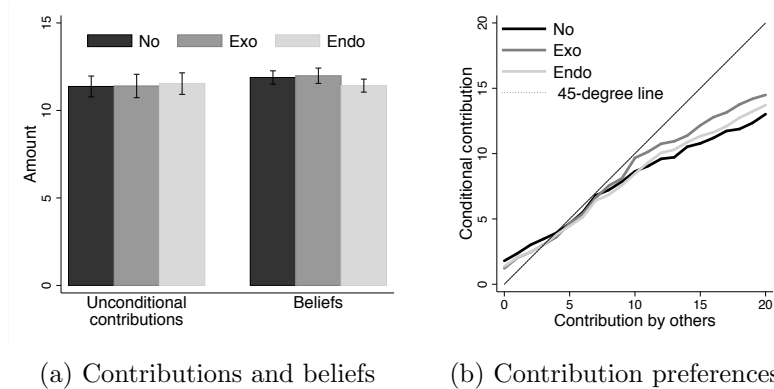 15
10
5
0
Amount
No Exo Endo
Unconditional
contributions
Beliefs
(a) Contributions and beliefs
20
15
10
5
0
Conditional contribution
No
Exo
Endo
45-degree line
0 5 10 15 20
Contribution by others
(b) Contribution preferences